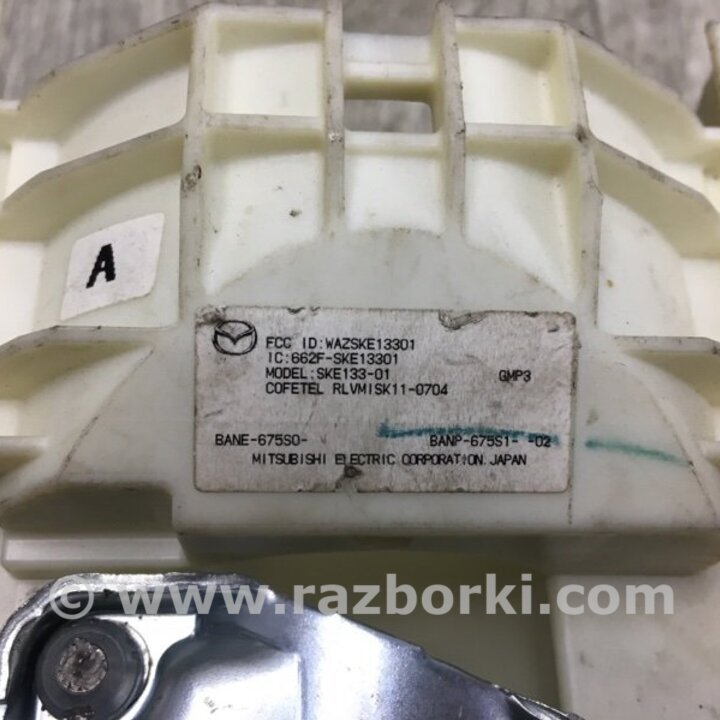 A
FCC ID:WAZSKE13301
IC:662F-SKE13301
MODEL:SKE133-01 GMP3
COFETEL RLVMISK11-0704
BANE-675S0- BANP-675S1- -02
MITSUBISHI ELECTRIC CORPORATION JAPAN
© www.razborki.com